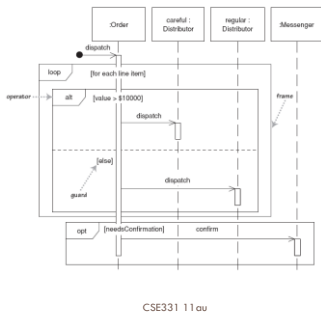 :Order
careful :
Distributor
regular :
Distributor
:Messenger
dispatch
loop
[for each line item]
operator
alt
[value > $10000]
frame
dispatch
[else]
dispatch
guard
opt
[needsConfirmation]
confirm
CSE331 11au